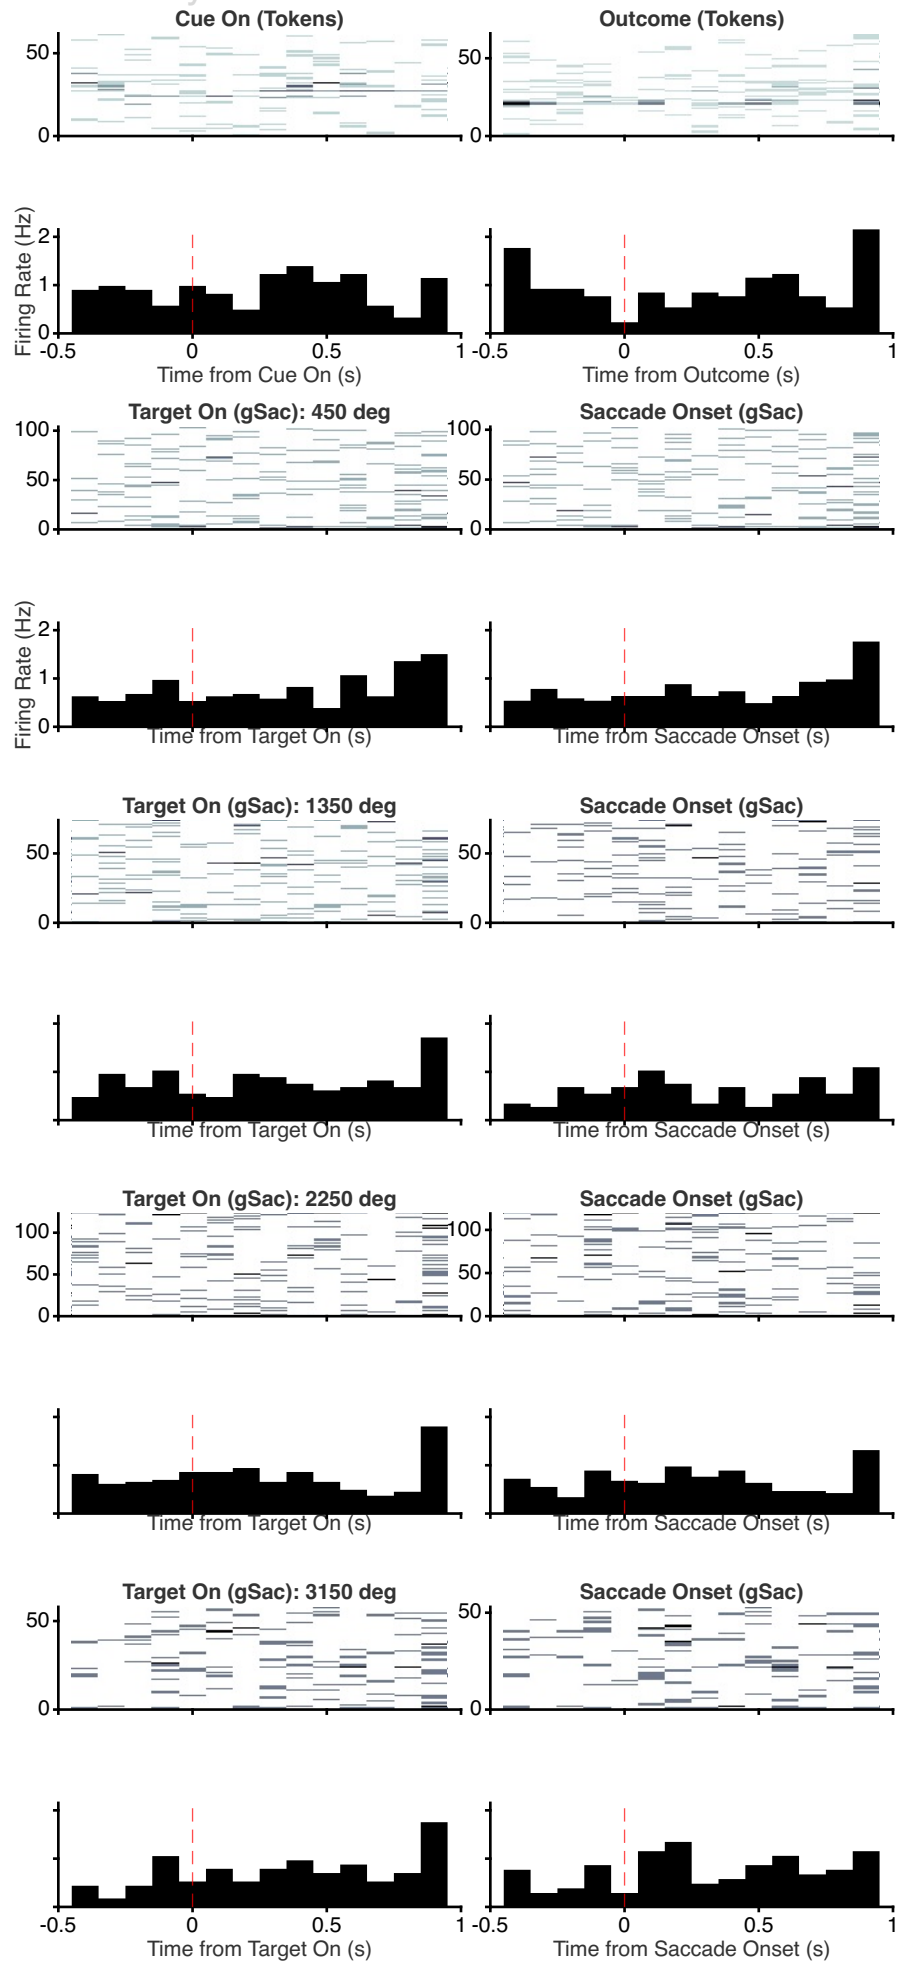 Cue On (Tokens) Outcome (Tokens)
50 50
0 0
Firing Rate (Hz)
2
1
0
-0.5 0 0.5 1 -0.5 0 0.5 1
Time from Cue On (s) Time from Outcome (s)
Target On (gSac): 450 deg Saccade Onset (gSac)
100 100
50 50
0 0
Firing Rate (Hz)
2
1
0
Time from Target On (s) Time from Saccade Onset (s)
Target On (gSac): 1350 deg Saccade Onset (gSac)
50 50
0 0
Time from Target On (s) Time from Saccade Onset (s)
Target On (gSac): 2250 deg Saccade Onset (gSac)
100 100
50 50
0 0
Time from Target On (s) Time from Saccade Onset (s)
Target On (gSac): 3150 deg Saccade Onset (gSac)
50 50
0 0
-0.5 0 0.5 1 -0.5 0 0.5 1
Time from Target On (s) Time from Saccade Onset (s)